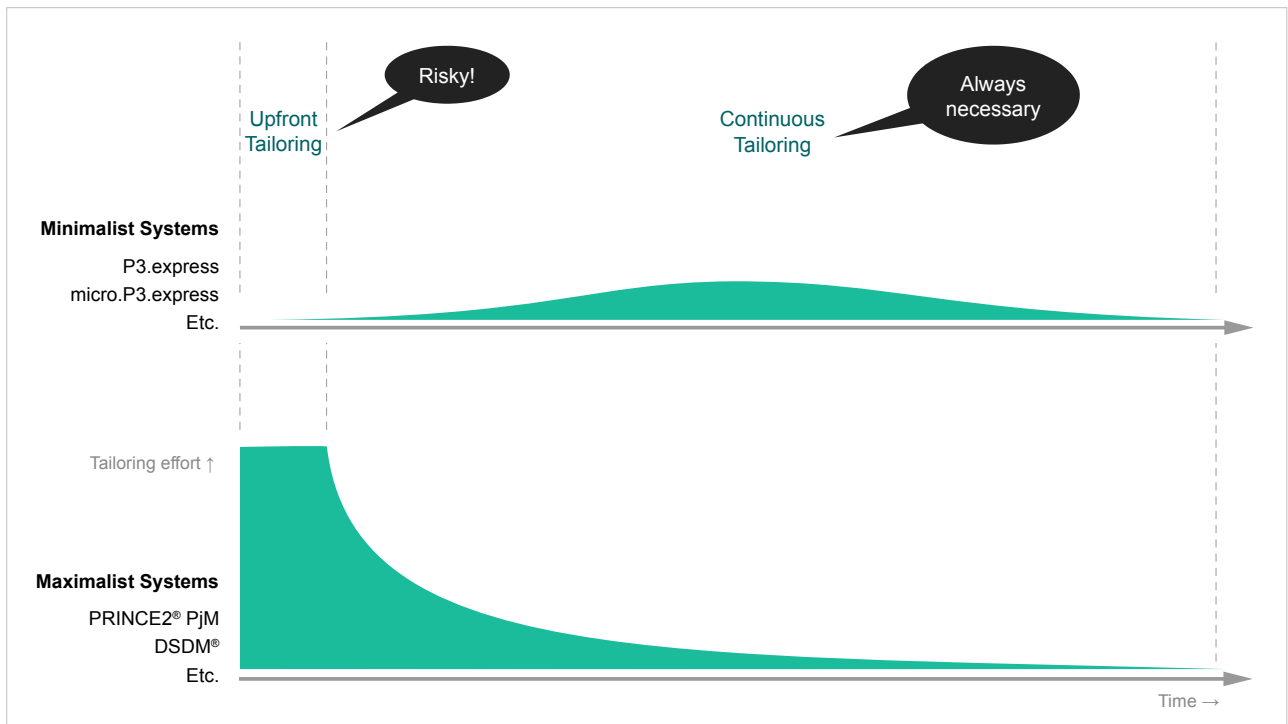 Risky!
Always
necessary
Upfront
Tailoring
Continuous
Tailoring
Minimalist Systems
P3.express
micro.P3.express
Etc.
Tailoring effort ↑
Maximalist Systems
PRINCE2® PjM
DSDM®
Etc.
Time →